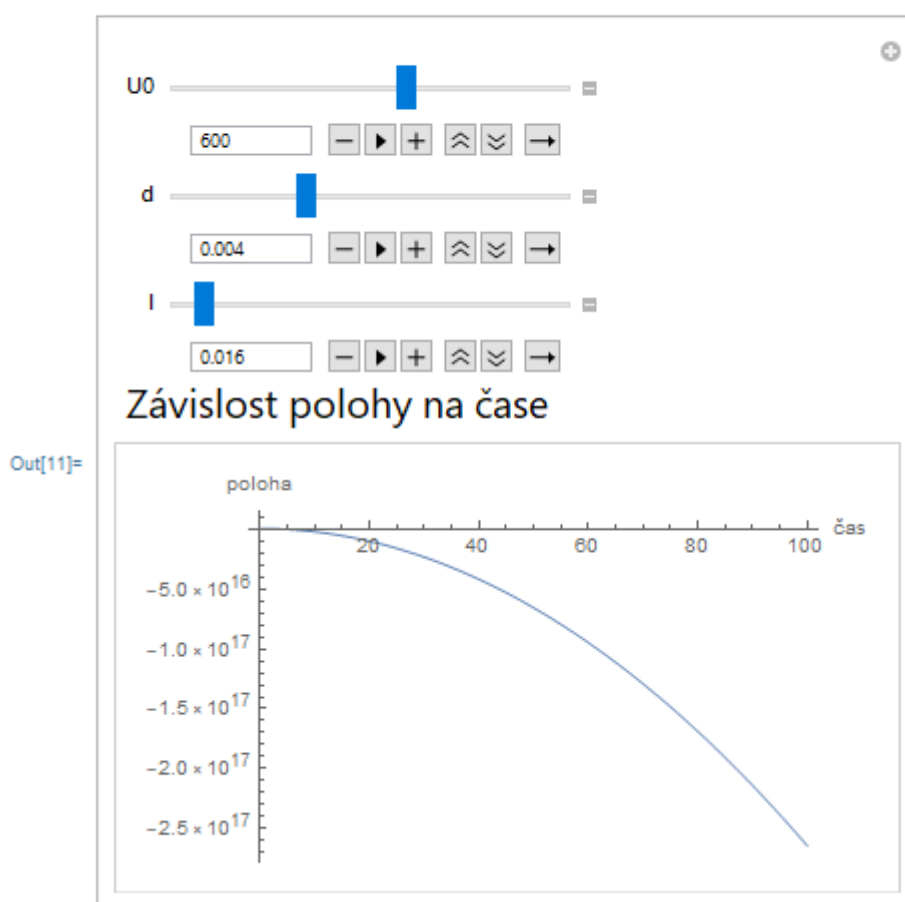 U0
600
d
0.004
l
0.016
Závislost polohy na čase
Out[11]=
poloha
čas
20 40 60 80 100
−5.0 × 10^16
−1.0 × 10^17
−1.5 × 10^17
−2.0 × 10^17
−2.5 × 10^17